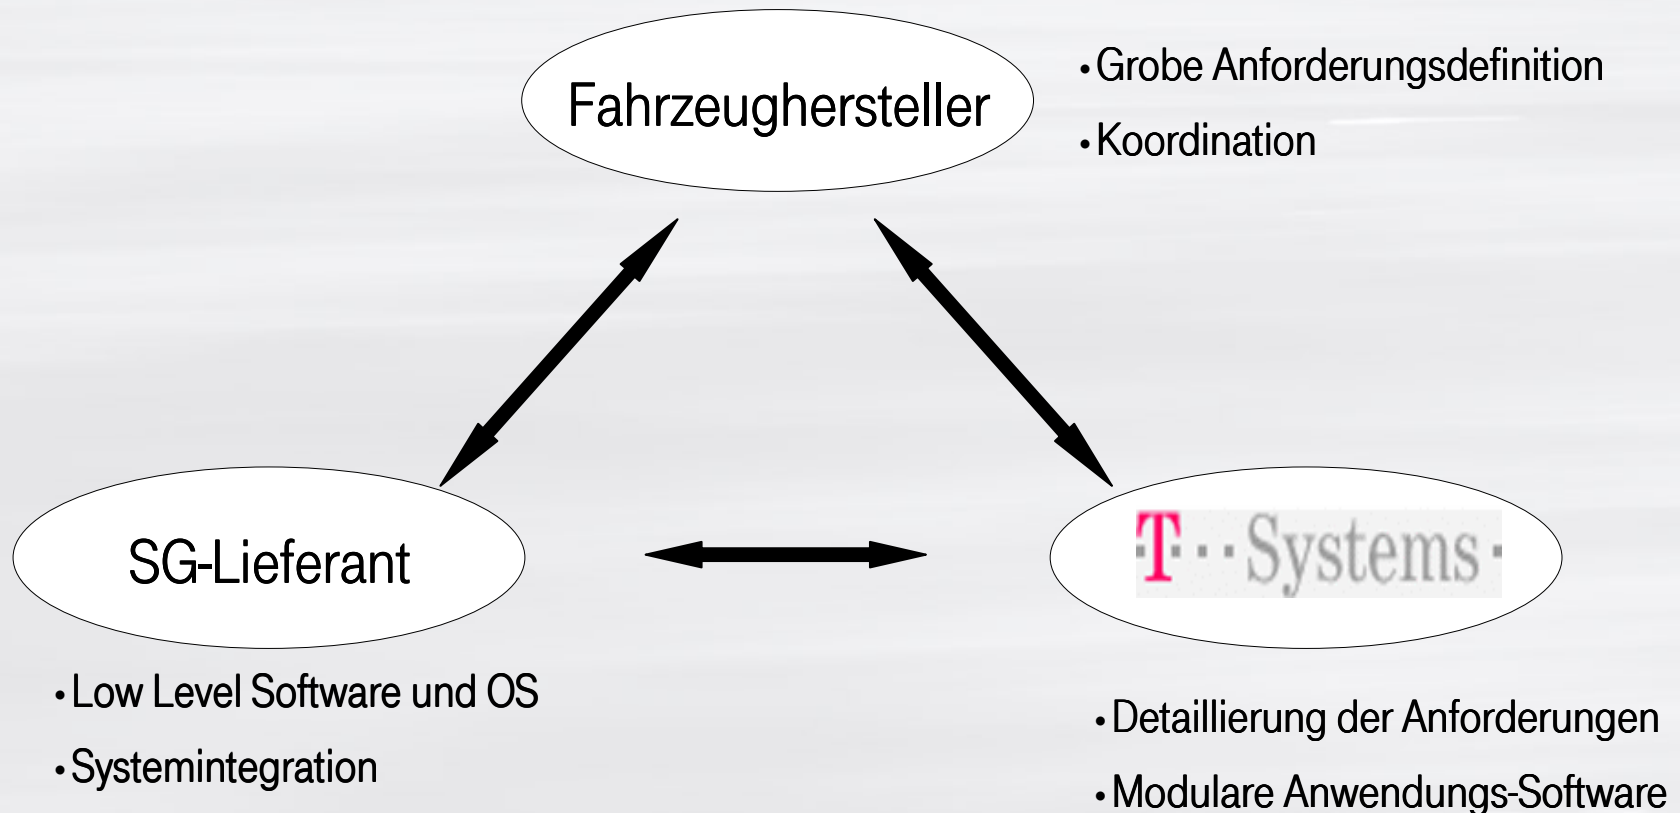 Fahrzeughersteller
• Grobe Anforderungsdefinition
• Koordination
SG-Lieferant
T · · · Systems ·
• Low Level Software und OS
• Systemintegration
• Detaillierung der Anforderungen
• Modulare Anwendungs-Software